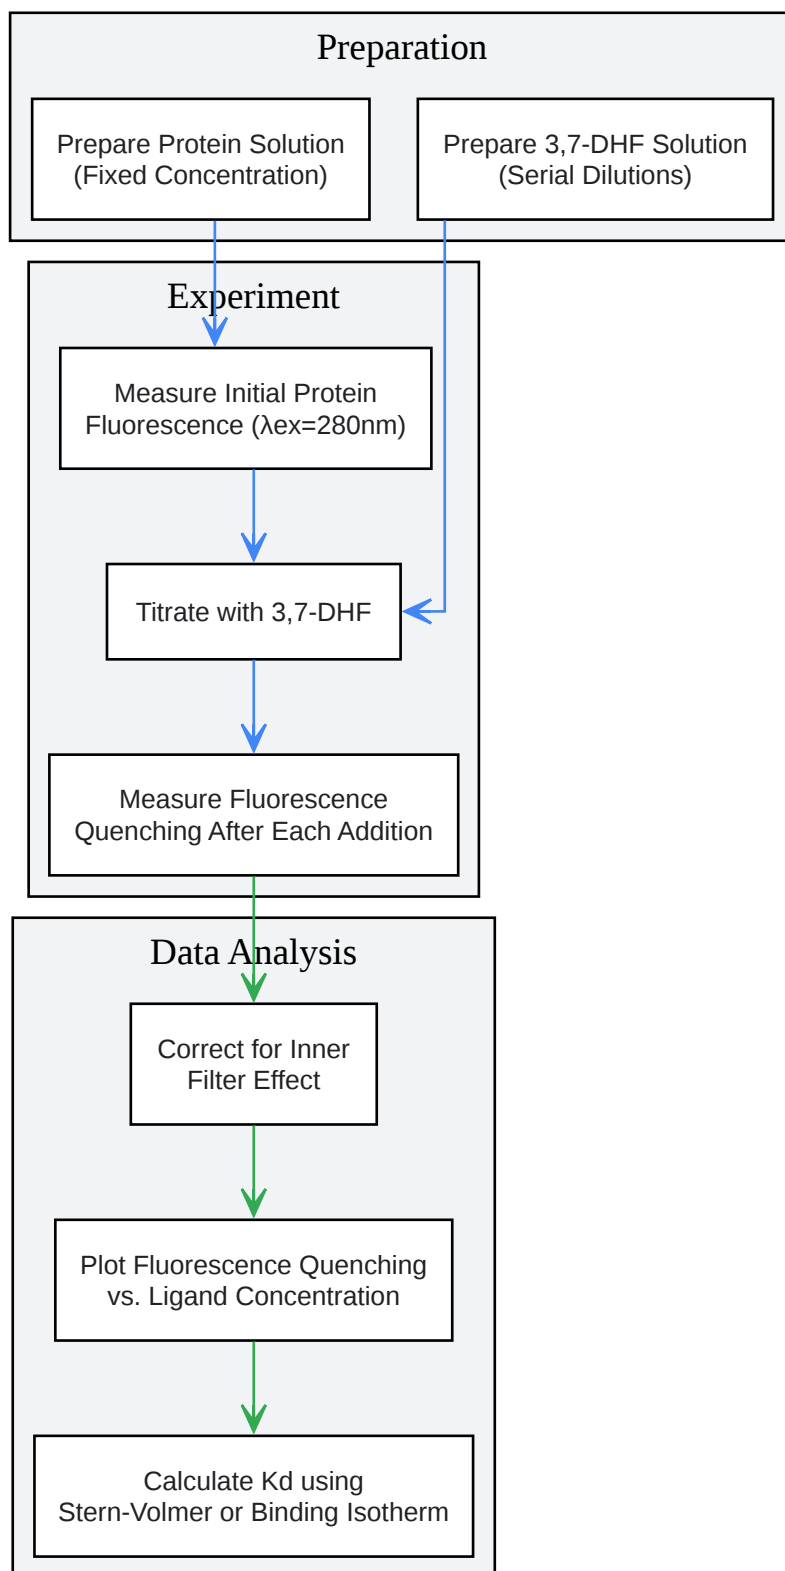 Preparation
Prepare Protein Solution
(Fixed Concentration)
Prepare 3,7-DHF Solution
(Serial Dilutions)
Experiment
Measure Initial Protein
Fluorescence (λex=280nm)
Titrate with 3,7-DHF
Measure Fluorescence
Quenching After Each Addition
Data Analysis
Correct for Inner
Filter Effect
Plot Fluorescence Quenching
vs. Ligand Concentration
Calculate Kd using
Stern-Volmer or Binding Isotherm